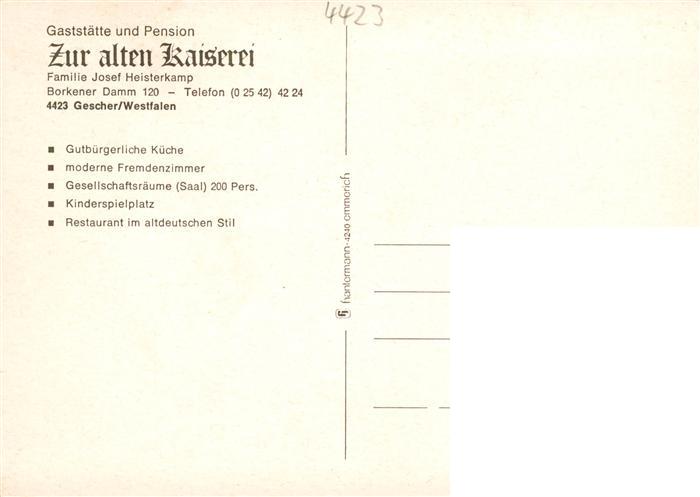 4423
Gaststätte und Pension
Zur alten Kaiserei
Familie Josef Heisterkamp
Borkener Damm 120 – Telefon (0 25 42) 42 24
4423 Gescher/Westfalen
■ Gutbürgerliche Küche
■ moderne Fremdenzimmer
■ Gesellschaftsräume (Saal) 200 Pers.
■ Kinderspielplatz
■ Restaurant im altdeutschen Stil
hantermann · 4240 emmerich